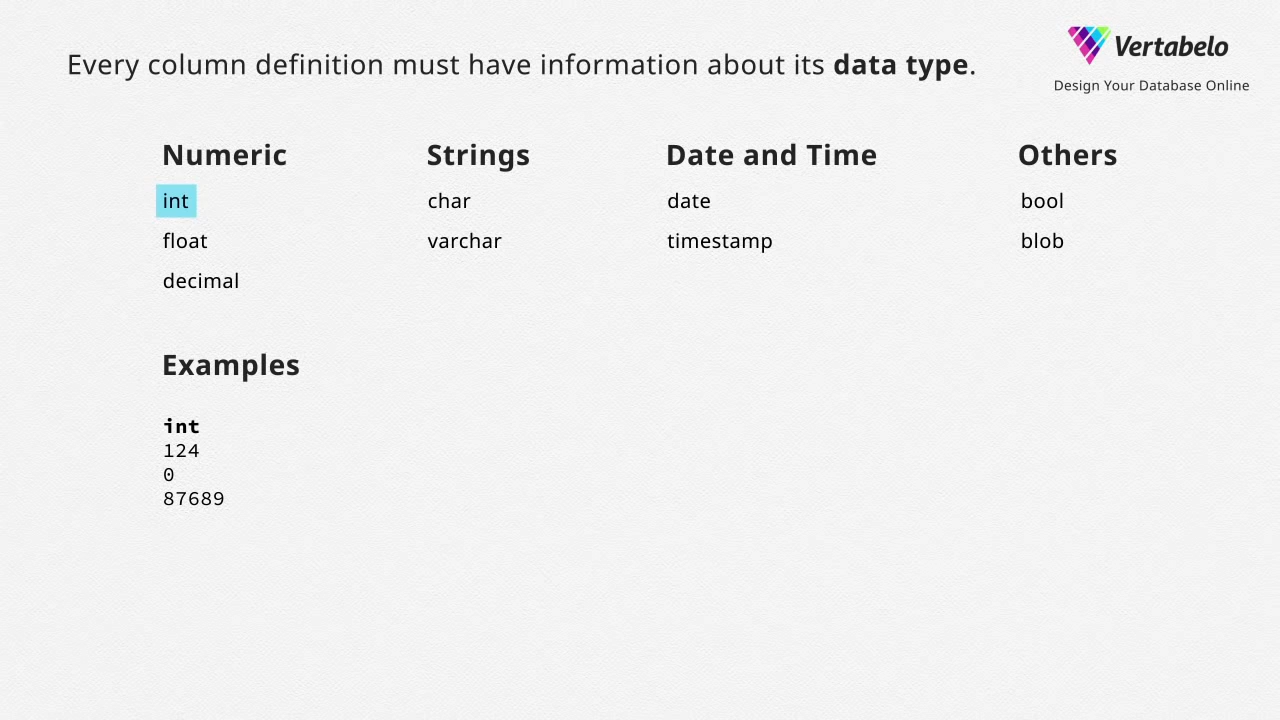 Every column definition must have information about its data type.
Vertabelo
Design Your Database Online
Numeric
int
float
decimal
Strings
char
varchar
Date and Time
date
timestamp
Others
bool
blob
Examples
int
124
0
87689